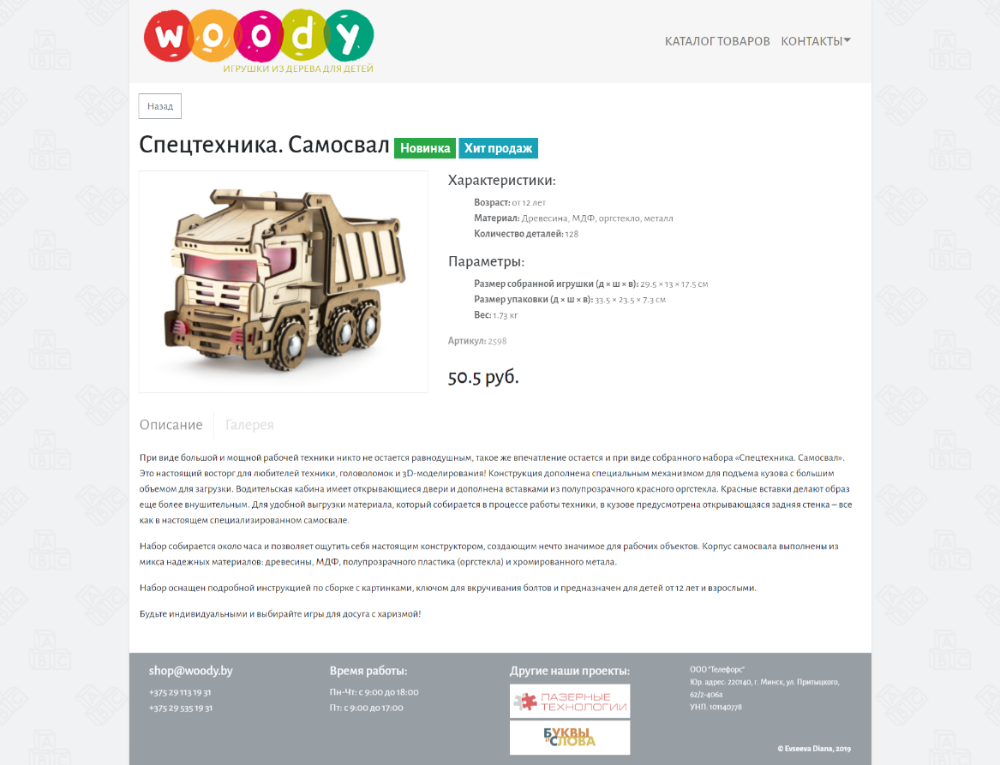 woody
ИГРУШКИ ИЗ ДЕРЕВА ДЛЯ ДЕТЕЙ
КАТАЛОГ ТОВАРОВ КОНТАКТЫ
Назад
Спецтехника. Самосвал Новинка Хит продаж
Характеристики:
Возраст: от 12 лет
Материал: Древесина, МДФ, оргстекло, металл
Количество деталей: 128
Параметры:
Размер собранной игрушки (д × ш × в): 29.5 × 13 × 17.5 см
Размер упаковки (д × ш × в): 33.5 × 23.5 × 7.3 см
Вес: 1.73 кг
Артикул: 2598
50.5 руб.
Описание Галерея
При виде большой и мощной рабочей техники никто не остается равнодушным, такое же впечатление остается и при виде собранного набора «Спецтехника. Самосвал».
Это настоящий восторг для любителей техники, головоломок и 3D-моделирования! Конструкция дополнена специальным механизмом для подъема кузова с большим
объемом для загрузки. Водительская кабина имеет открывающиеся двери и дополнена вставками из полупрозрачного красного оргстекла. Красные вставки делают образ
еще более внушительным. Для удобной выгрузки материала, который собирается в процессе работы техники, в кузове предусмотрена открывающаяся задняя стенка – все
как в настоящем специализированном самосвале.
Набор собирается около часа и позволяет ощутить себя настоящим конструктором, создающим нечто значимое для рабочих объектов. Корпус самосвала выполнены из
микса надежных материалов: древесины, МДФ, полупрозрачного пластика (оргстекла) и хромированного метала.
Набор оснащен подробной инструкцией по сборке с картинками, ключом для вкручивания болтов и предназначен для детей от 12 лет и взрослыми.
Будьте индивидуальными и выбирайте игры для досуга с харизмой!
shop@woody.by
+375 29 113 19 31
+375 29 535 19 31
Время работы:
Пн-Чт: с 9:00 до 18:00
Пт: с 9:00 до 17:00
Другие наши проекты:
ЛАЗЕРНЫЕ
ТЕХНОЛОГИИ
БУКВЫ
И СЛОВА
ООО "Телефорс"
Юр. адрес: 220140, г. Минск, ул. Притыцкого,
62/2-406а
УНП: 101140778
© Evseeva Diana, 2019